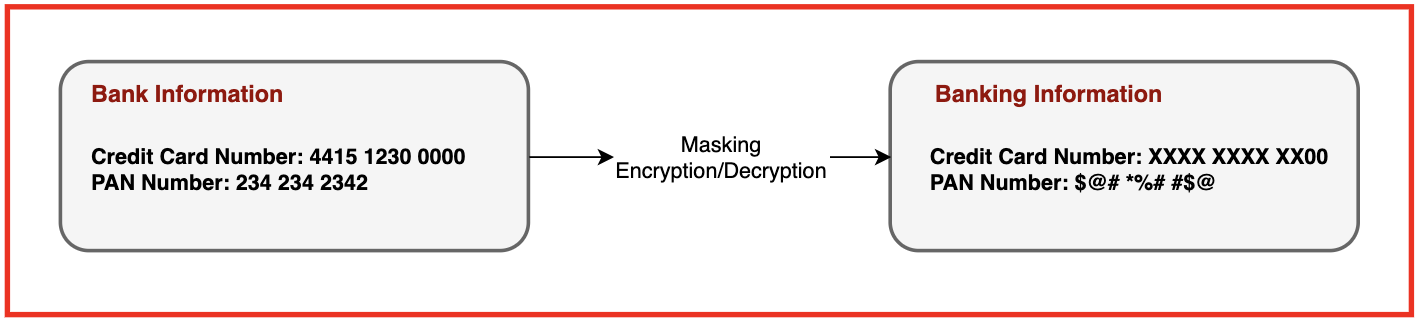 Bank Information
Credit Card Number: 4415 1230 0000
PAN Number: 234 234 2342
Masking
Encryption/Decryption
Banking Information
Credit Card Number: XXXX XXXX XX00
PAN Number: $@# *%# #$@